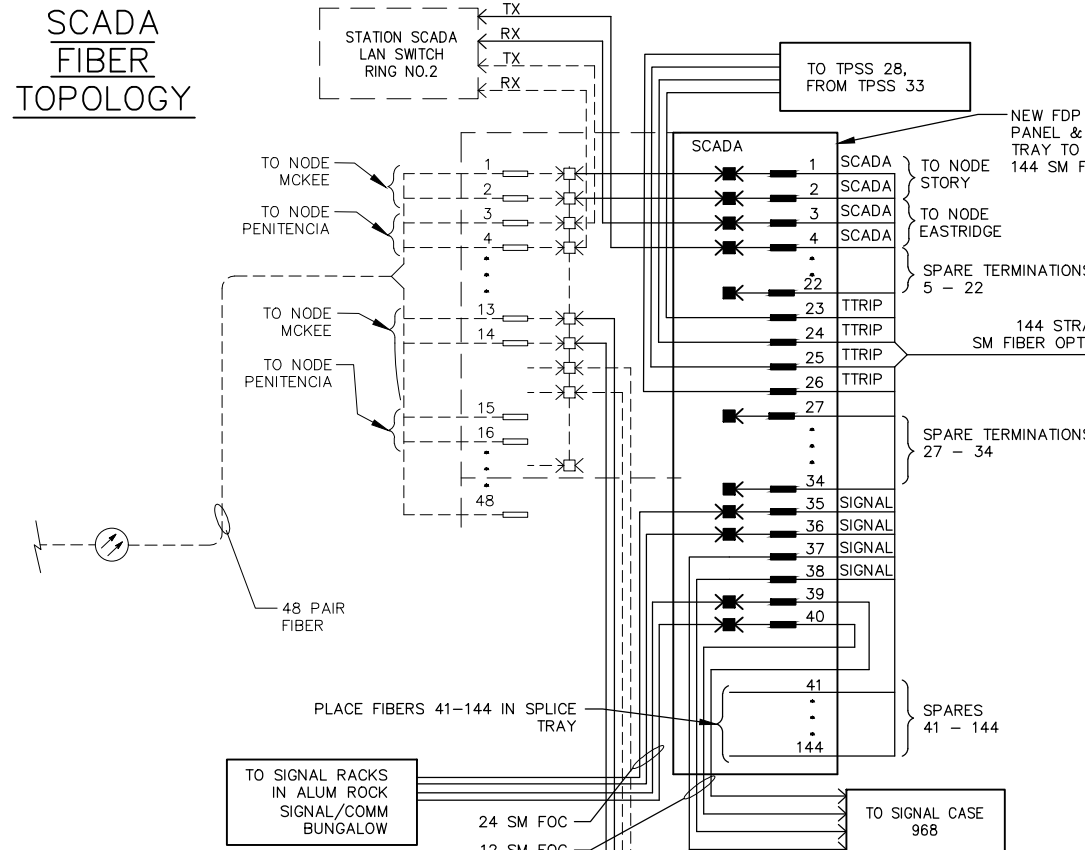 SCADA
FIBER
TOPOLOGY
STATION SCADA
LAN SWITCH
RING NO.2
TX
RX
TX
RX
TO TPSS 28,
FROM TPSS 33
NEW FDP
PANEL &
TRAY TO
144 SM F
TO NODE
MCKEE
TO NODE
PENITENCIA
TO NODE
MCKEE
TO NODE
PENITENCIA
1
2
3
4
13
14
15
16
48
48 PAIR
FIBER
SCADA
1 SCADA
2 SCADA
3 SCADA
4 SCADA
22
23 TTRIP
24 TTRIP
25 TTRIP
26 TTRIP
27
34
35 SIGNAL
36 SIGNAL
37 SIGNAL
38 SIGNAL
39
40
41
144
TO NODE
STORY
TO NODE
EASTRIDGE
SPARE TERMINATIONS
5 – 22
144 STRA
SM FIBER OPT
SPARE TERMINATIONS
27 – 34
SPARES
41 – 144
PLACE FIBERS 41–144 IN SPLICE
TRAY
TO SIGNAL RACKS
IN ALUM ROCK
SIGNAL/COMM
BUNGALOW
24 SM FOC
12 SM FOC
TO SIGNAL CASE
968